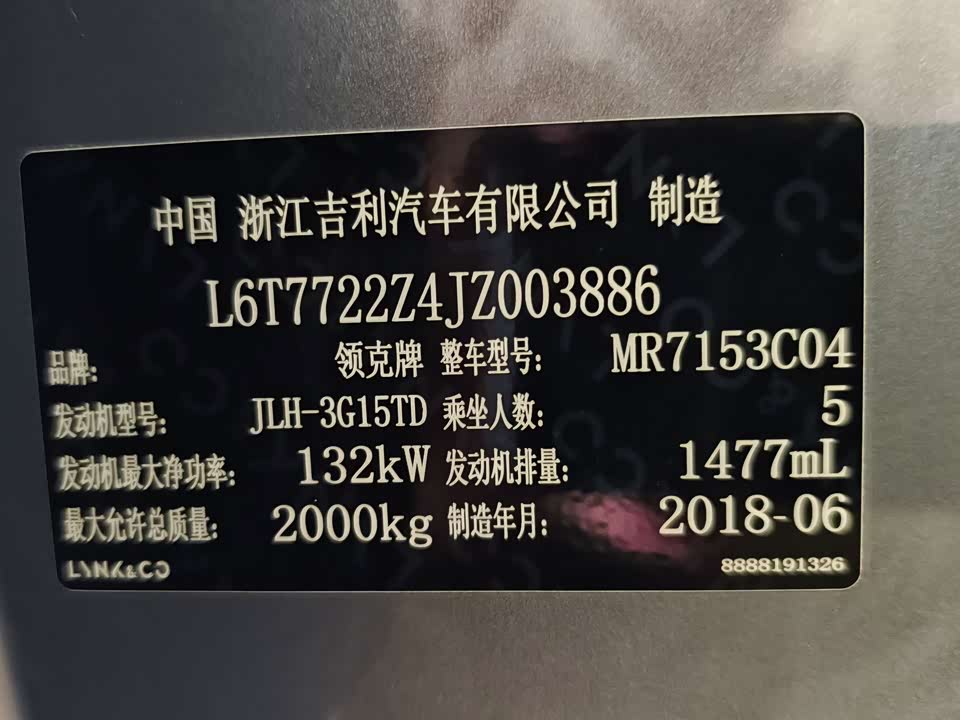 中国 浙江吉利汽车有限公司 制造
L6T7722Z4JZ003886
品牌: 领克牌 整车型号: MR7153C04
发动机型号: JLH-3G15TD 乘坐人数: 5
发动机最大净功率: 132kW 发动机排量: 1477mL
最大允许总质量: 2000kg 制造年月: 2018-06
LYNK&CO 8888191326